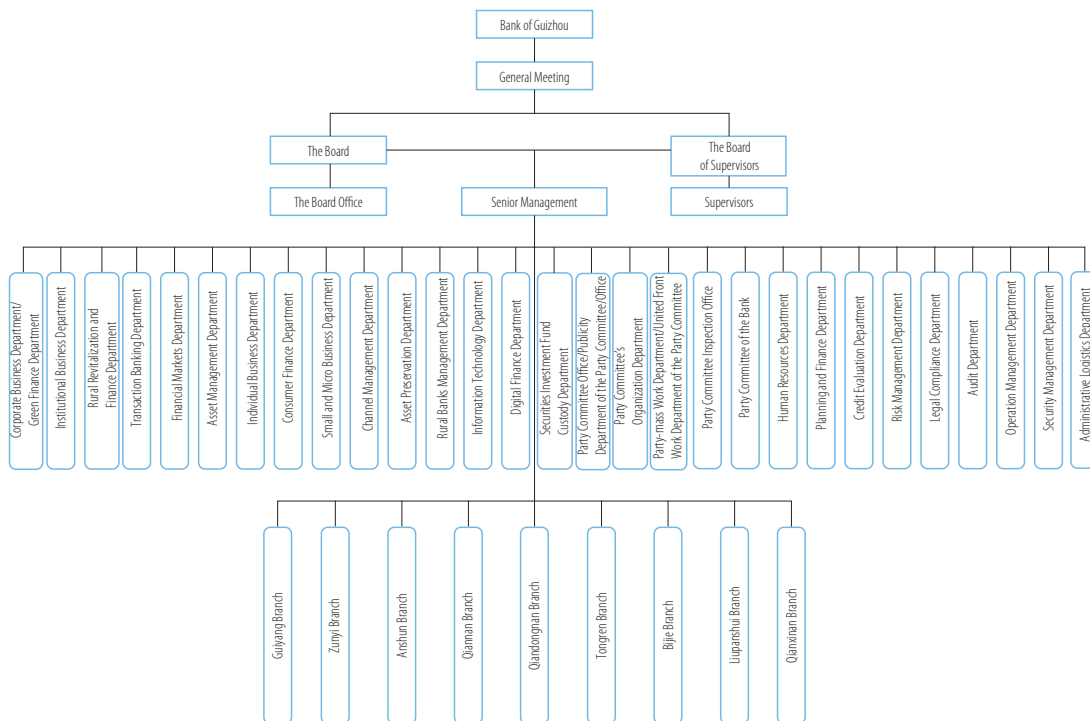 Bank of Guizhou
General Meeting
The Board
The Board
of Supervisors
The Board Office
Senior Management
Supervisors
Corporate Business Department/
Green Finance Department
Institutional Business Department
Rural Revitalization and
Finance Department
Transaction Banking Department
Financial Markets Department
Asset Management Department
Individual Business Department
Consumer Finance Department
Small and Micro Business Department
Channel Management Department
Asset Preservation Department
Rural Banks Management Department
Information Technology Department
Digital Finance Department
Securities Investment Fund
Custody Department
Party Committee Office/Publicity
Department of the Party Committee/Office
Party Committee's
Organization Department
Party-mass Work Department/United Front
Work Department of the Party Committee
Party Committee Inspection Office
Party Committee of the Bank
Human Resources Department
Planning and Finance Department
Credit Evaluation Department
Risk Management Department
Legal Compliance Department
Audit Department
Operation Management Department
Security Management Department
Administrative Logistics Department
Guiyang Branch
Zunyi Branch
Anshun Branch
Qiannan Branch
Qiandongnan Branch
Tongren Branch
Bijie Branch
Liupanshui Branch
Qianxinan Branch